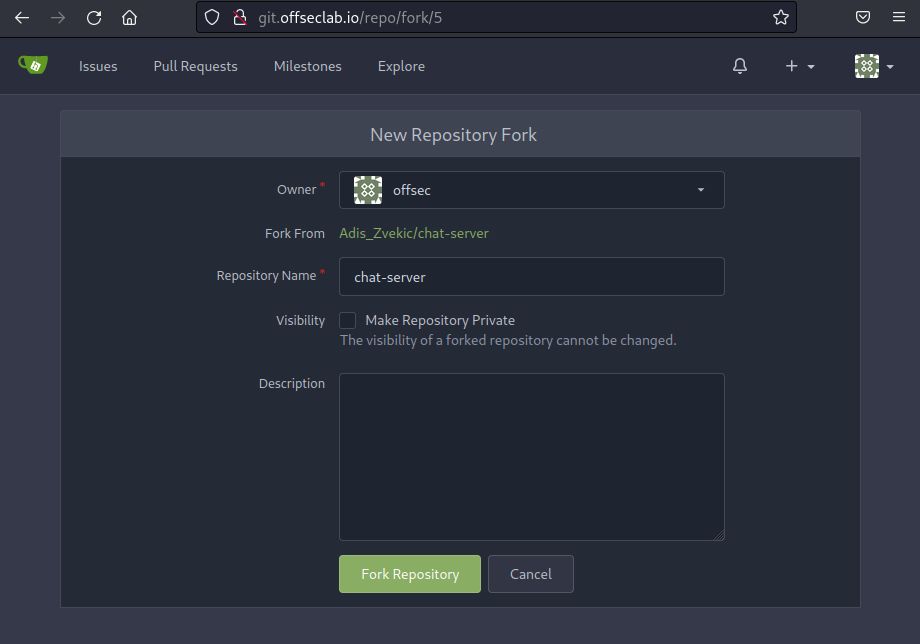 git.offseclab.io/repo/fork/5
Issues Pull Requests Milestones Explore
New Repository Fork
Owner * offsec
Fork From Adis_Zvekic/chat-server
Repository Name * chat-server
Visibility Make Repository Private
The visibility of a forked repository cannot be changed.
Description
Fork Repository Cancel